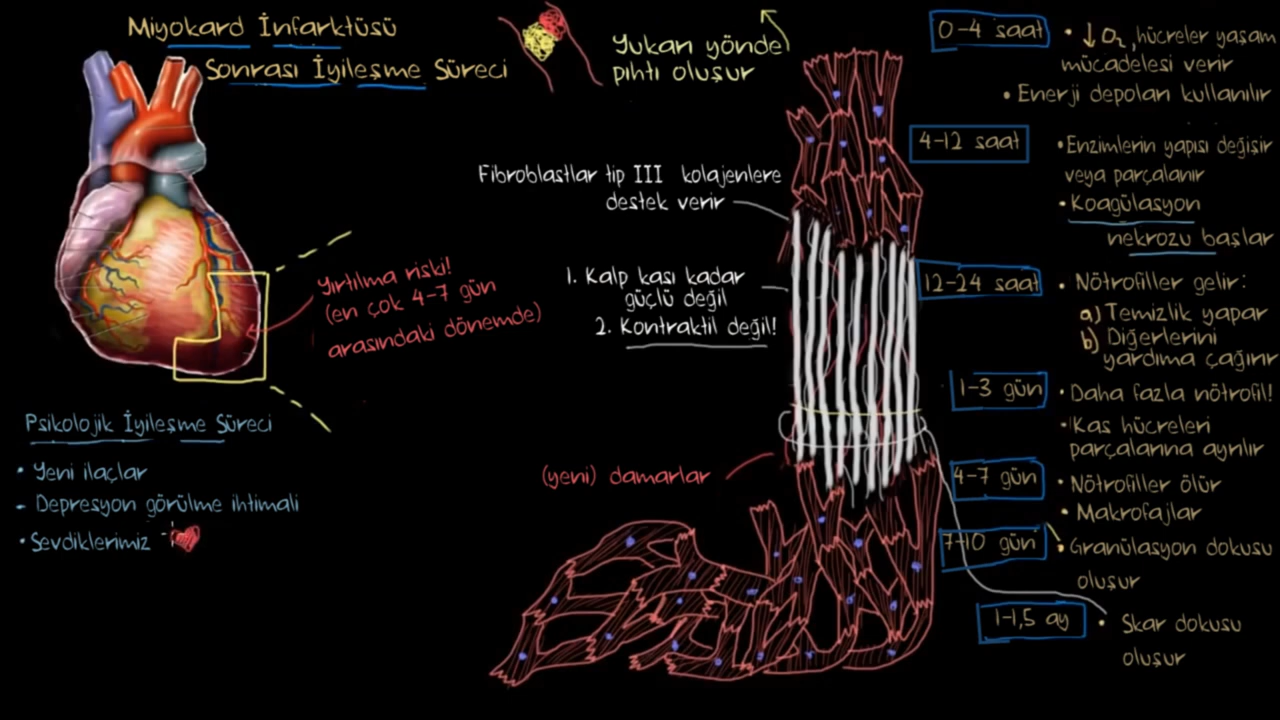 Miyokard İnfarktüsü
Sonrası İyileşme Süreci
Yukarı yönde
pıhtı oluşur
Fibroblastlar tip III kolajenlere
destek verir
1. Kalp kası kadar
güçlü değil
2. Kontraktil değil!
Yırtılma riski!
(en çok 4-7 gün
arasındaki dönemde)
Psikolojik İyileşme Süreci
• Yeni ilaçlar
- Depresyon görülme ihtimali
• Sevdiklerimiz
(yeni) damarlar
0-4 saat
• ↓ O₂, hücreler yaşam
mücadelesi verir
• Enerji depoları kullanılır
4-12 saat
• Enzimlerin yapısı değişir
veya parçalanır
• Koagülasyon
nekrozu başlar
12-24 saat
• Nötrofiller gelir:
a) Temizlik yapar
b) Diğerlerini
yardıma çağırır
1-3 gün
• Daha fazla nötrofil!
• Kas hücreleri
parçalarına ayrılır
4-7 gün
• Nötrofiller ölür
• Makrofajlar
7-10 gün
• Granülasyon dokusu
oluşur
1-1,5 ay
• Skar dokusu
oluşur